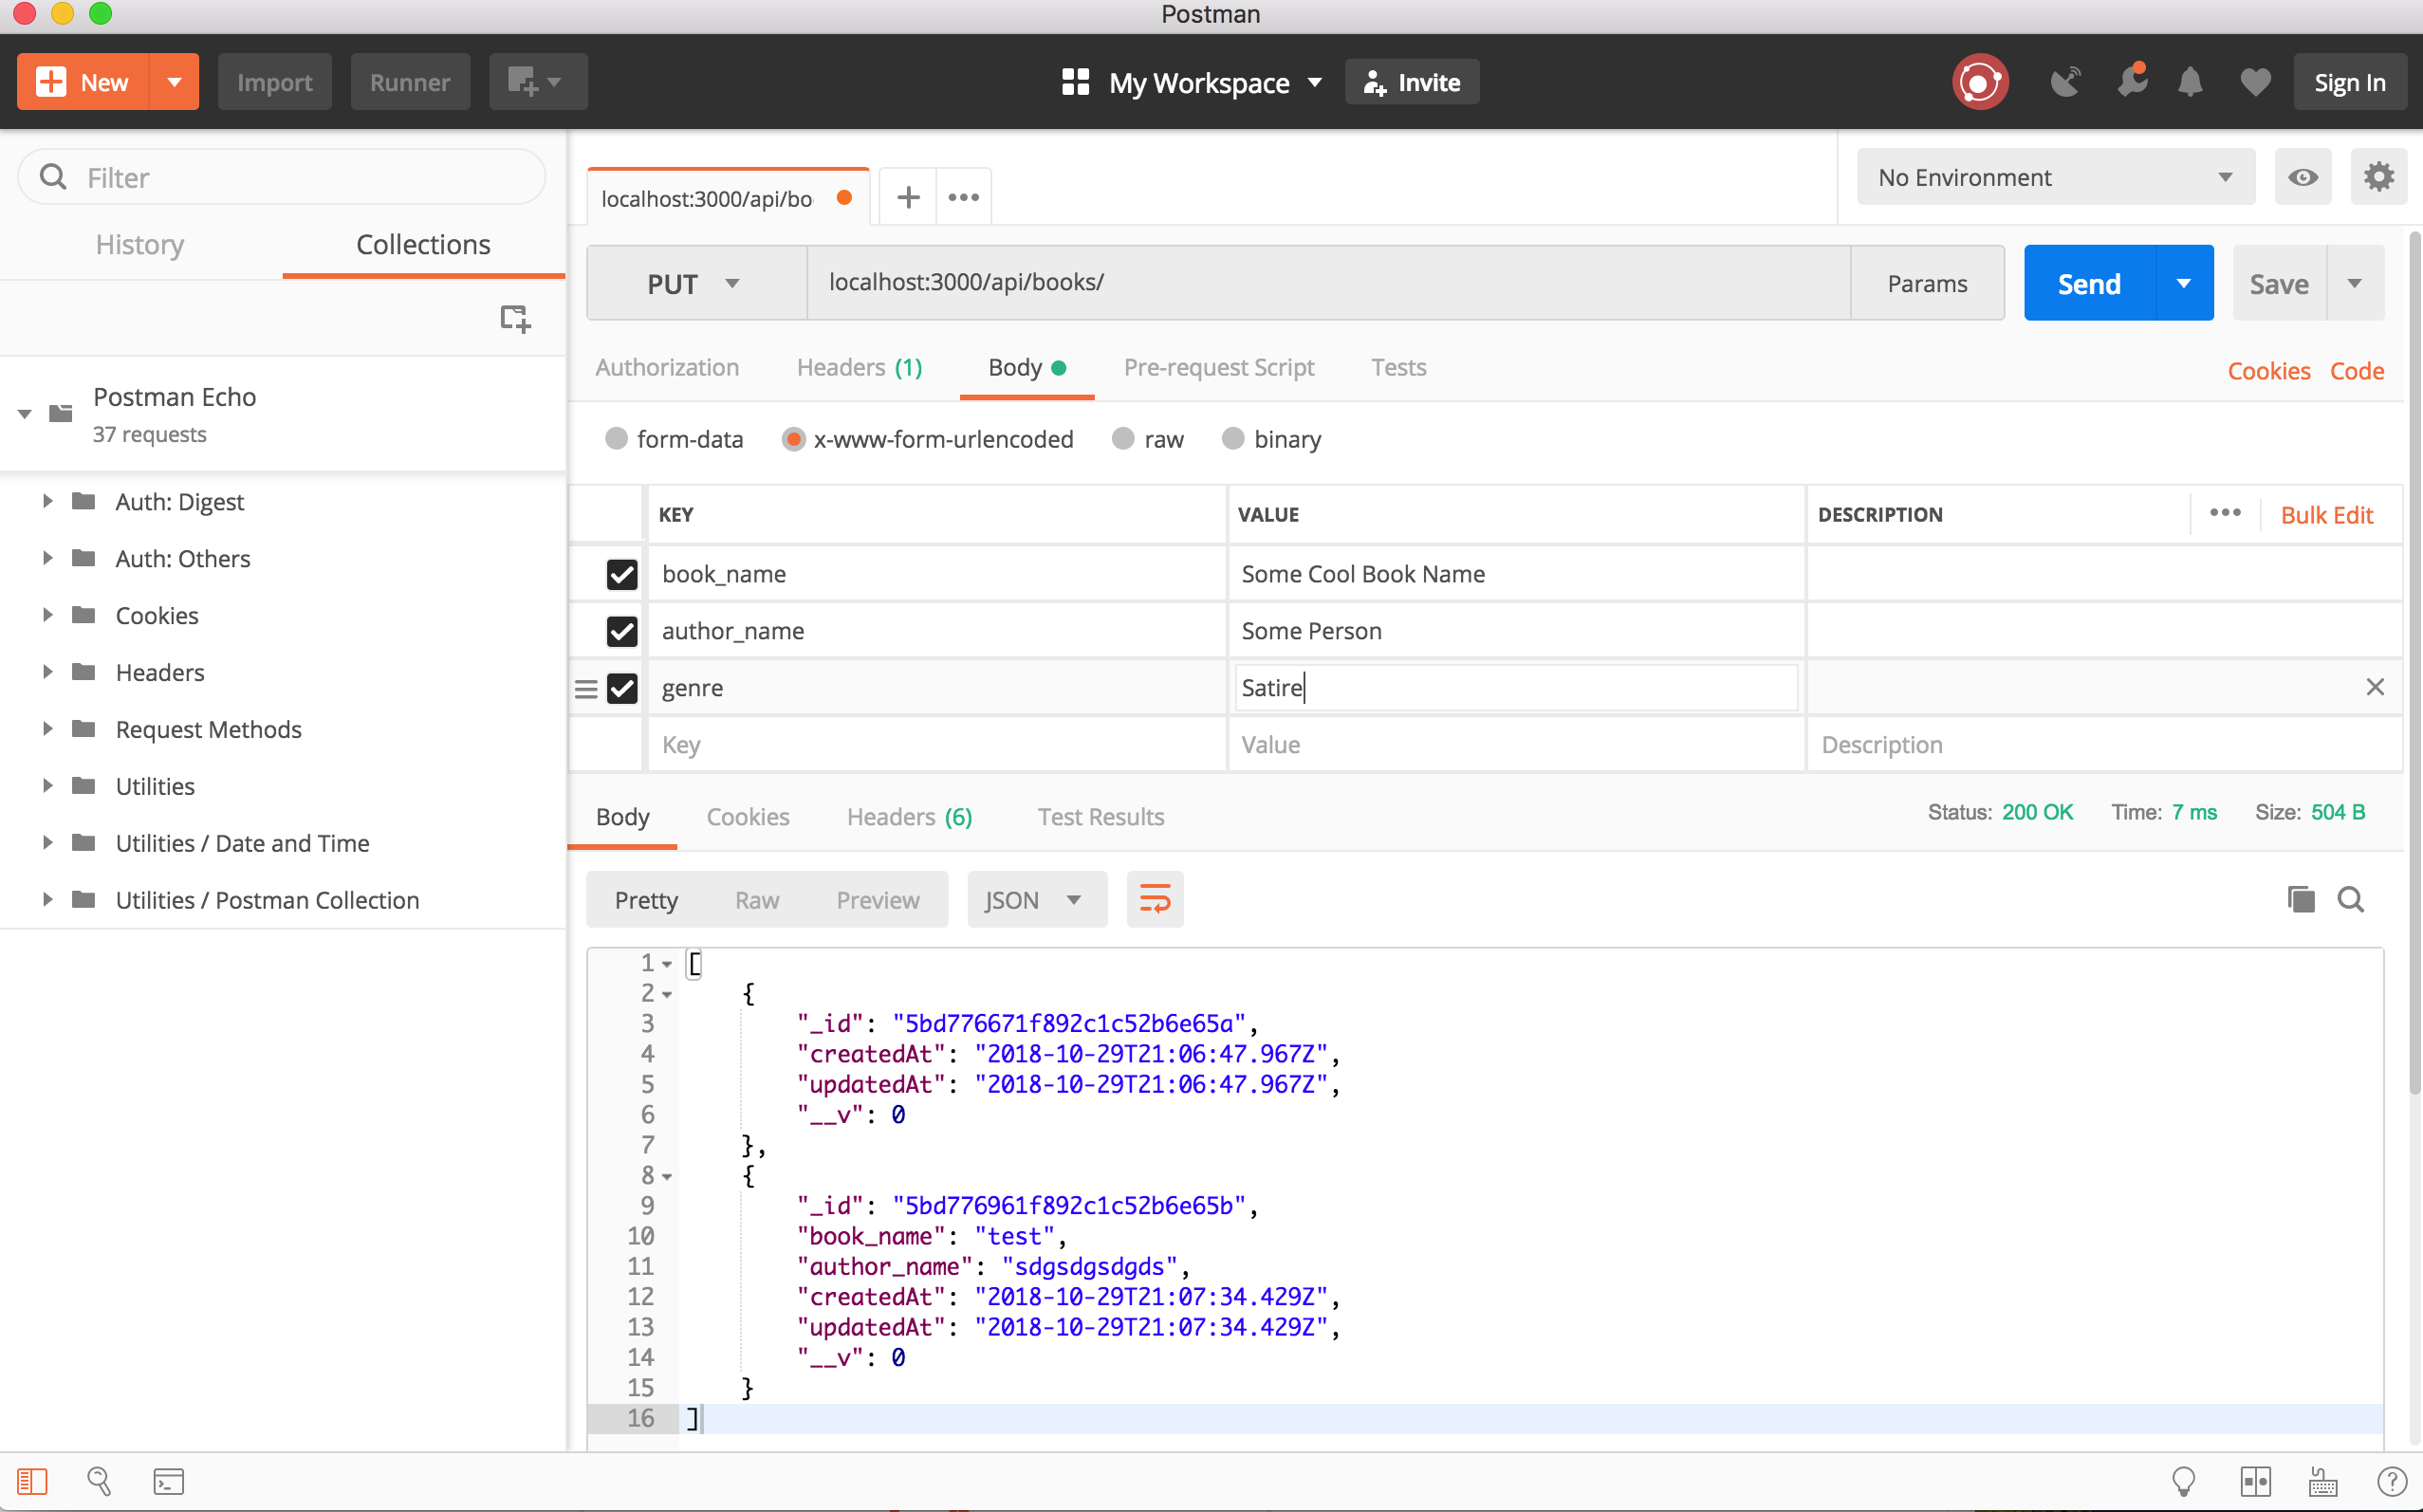 Postman
New
Import
Runner
My Workspace
Invite
Sign In
Filter
History
Collections
Postman Echo
37 requests
Auth: Digest
Auth: Others
Cookies
Headers
Request Methods
Utilities
Utilities / Date and Time
Utilities / Postman Collection
localhost:3000/api/bo
No Environment
PUT
localhost:3000/api/books/
Params
Send
Save
Authorization
Headers (1)
Body
Pre-request Script
Tests
Cookies
Code
form-data
x-www-form-urlencoded
raw
binary
KEY VALUE DESCRIPTION Bulk Edit
book_name Some Cool Book Name
author_name Some Person
genre Satire
Key Value Description
Body
Cookies
Headers (6)
Test Results
Status: 200 OK
Time: 7 ms
Size: 504 B
Pretty
Raw
Preview
JSON
1 [
2 {
3 "_id": "5bd776671f892c1c52b6e65a",
4 "createdAt": "2018-10-29T21:06:47.967Z",
5 "updatedAt": "2018-10-29T21:06:47.967Z",
6 "__v": 0
7 },
8 {
9 "_id": "5bd776961f892c1c52b6e65b",
10 "book_name": "test",
11 "author_name": "sdgsdgsdgds",
12 "createdAt": "2018-10-29T21:07:34.429Z",
13 "updatedAt": "2018-10-29T21:07:34.429Z",
14 "__v": 0
15 }
16 ]